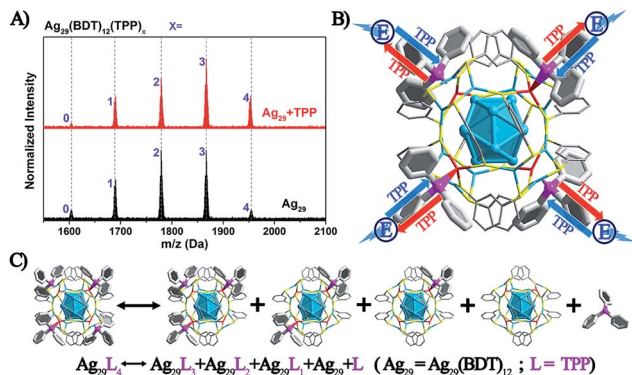 A)
Ag29(BDT)12(TPP)x X=
0 1 2 3 4
Ag29+TPP
0 1 2 3 4
Ag29
Normalized Intensity
1600 1700 1800 1900 2000 2100
m/z (Da)
B)
E TPP TPP
TPP TPP E
E TPP TPP
TPP TPP E
C)
Ag29L4⟷Ag29L3+Ag29L2+Ag29L1+Ag29+L ( Ag29=Ag29(BDT)12 ; L= TPP)